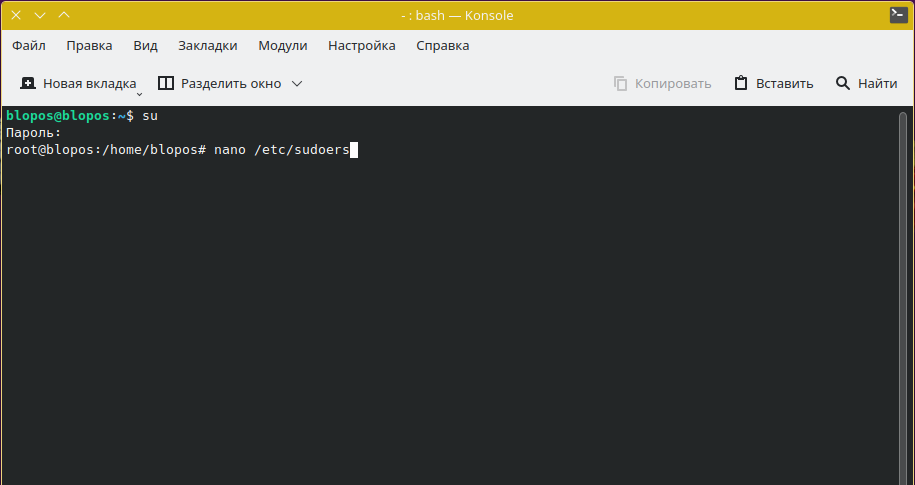 - : bash — Konsole
Файл Правка Вид Закладки Модули Настройка Справка
Новая вкладка Разделить окно Копировать Вставить Найти
blopos@blopos:~$ su
Пароль:
root@blopos:/home/blopos# nano /etc/sudoers